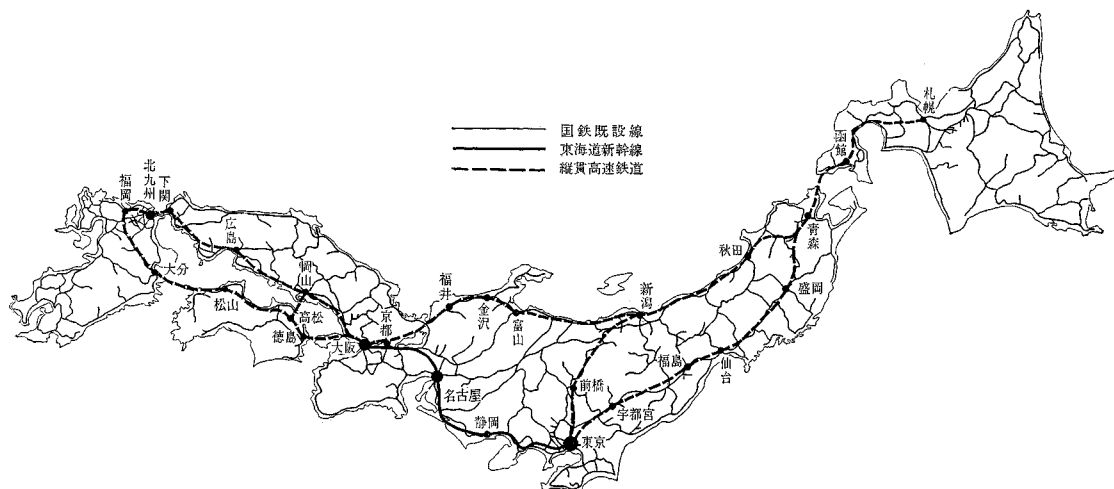 国鉄既設線
東海道新幹線
縦貫高速鉄道
札幌
函館
青森
秋田
盛岡
新潟
仙台
福島
前橋
宇都宮
東京
静岡
名古屋
富山
金沢
福井
京都
大阪
岡山
高松
徳島
広島
松山
大分
下関
北九州
福岡